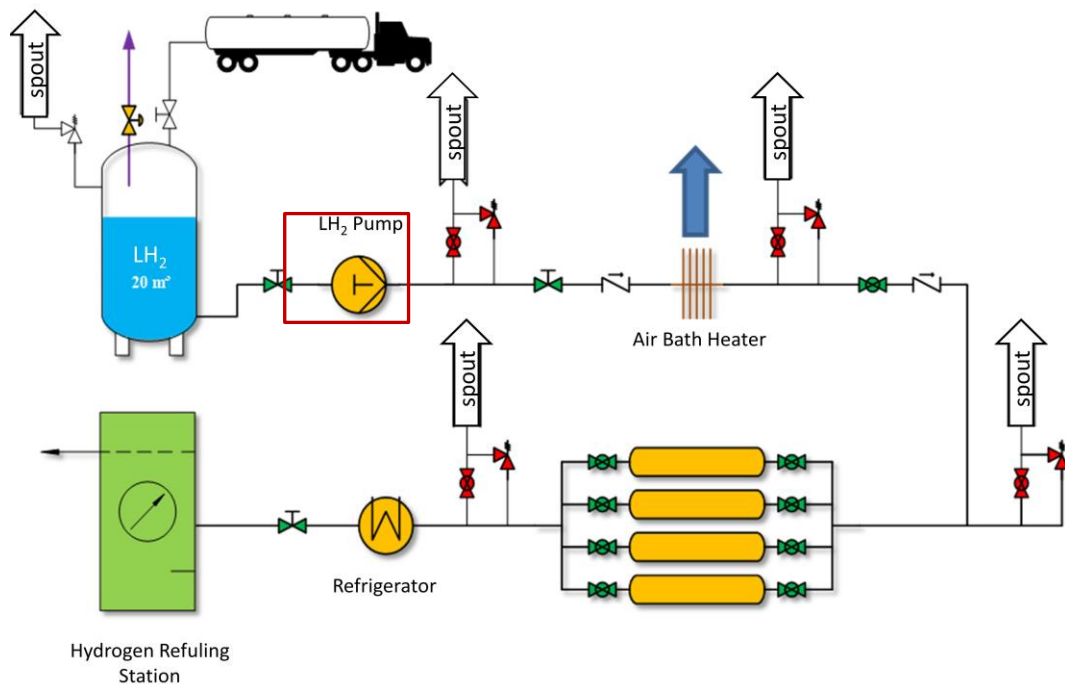 spout
spout
spout
LH₂ Pump
LH₂
20 m³
Air Bath Heater
spout
spout
Refrigerator
Hydrogen Refuling
Station